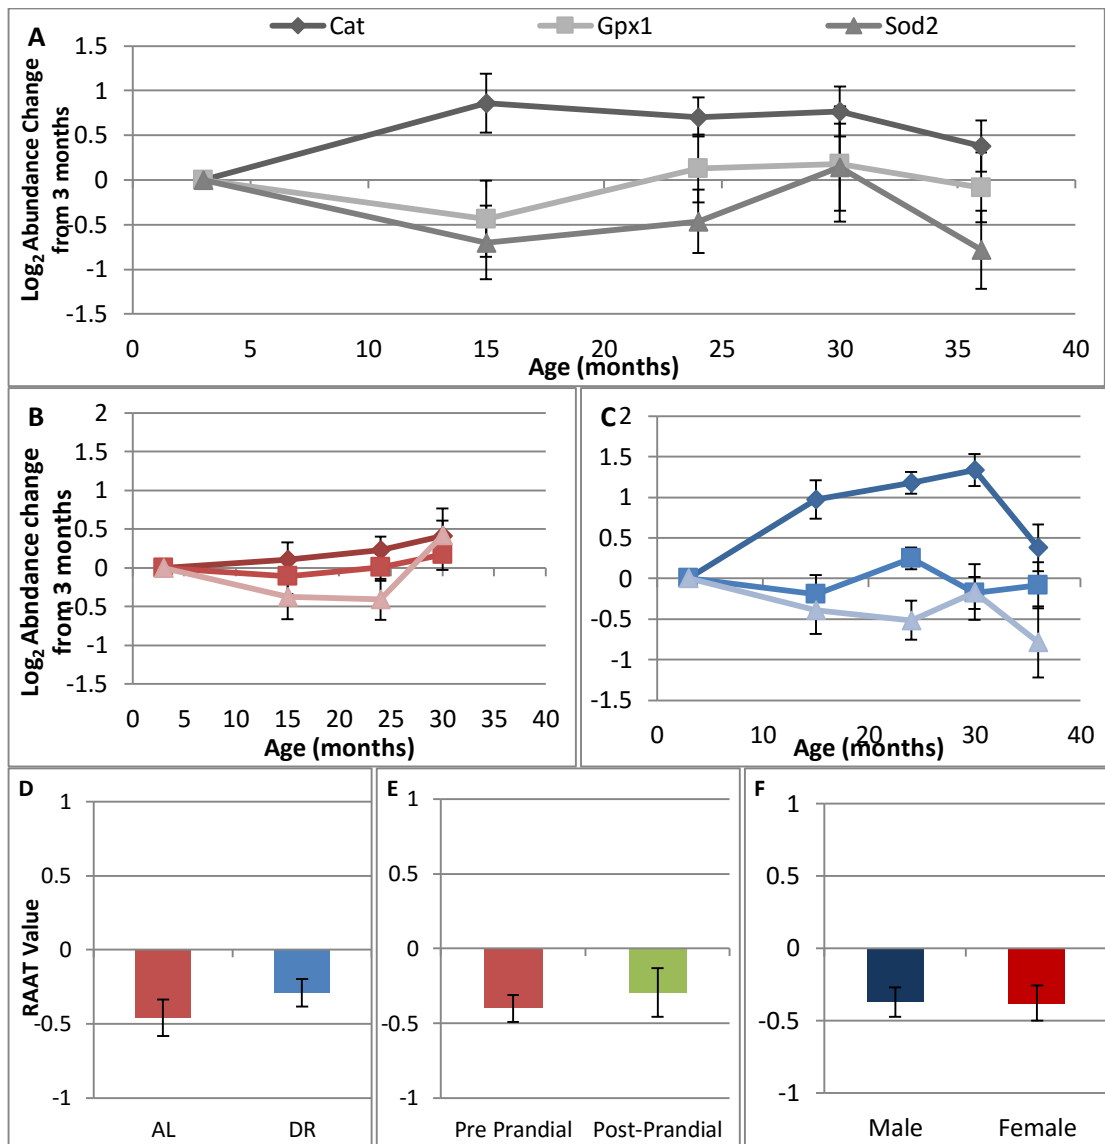 A
Cat
Gpx1
Sod2
1.5
1
0.5
0
-0.5
-1
-1.5
Log2 Abundance Change
from 3 months
0
5
10
15
20
25
30
35
40
Age (months)
B
2
1.5
1
0.5
0
-0.5
-1
-1.5
Log2 Abndance change
from 3 months
0
5
10
15
20
25
30
35
40
Age (months)
C
2
1.5
1
0.5
0
-0.5
-1
-1.5
0
10
20
30
40
Age (months)
D
1
0.5
0
-0.5
-1
RAAT Value
AL
DR
E
1
0.5
0
-0.5
-1
Pre Prandial
Post-Prandial
F
1
0.5
0
-0.5
-1
Male
Female